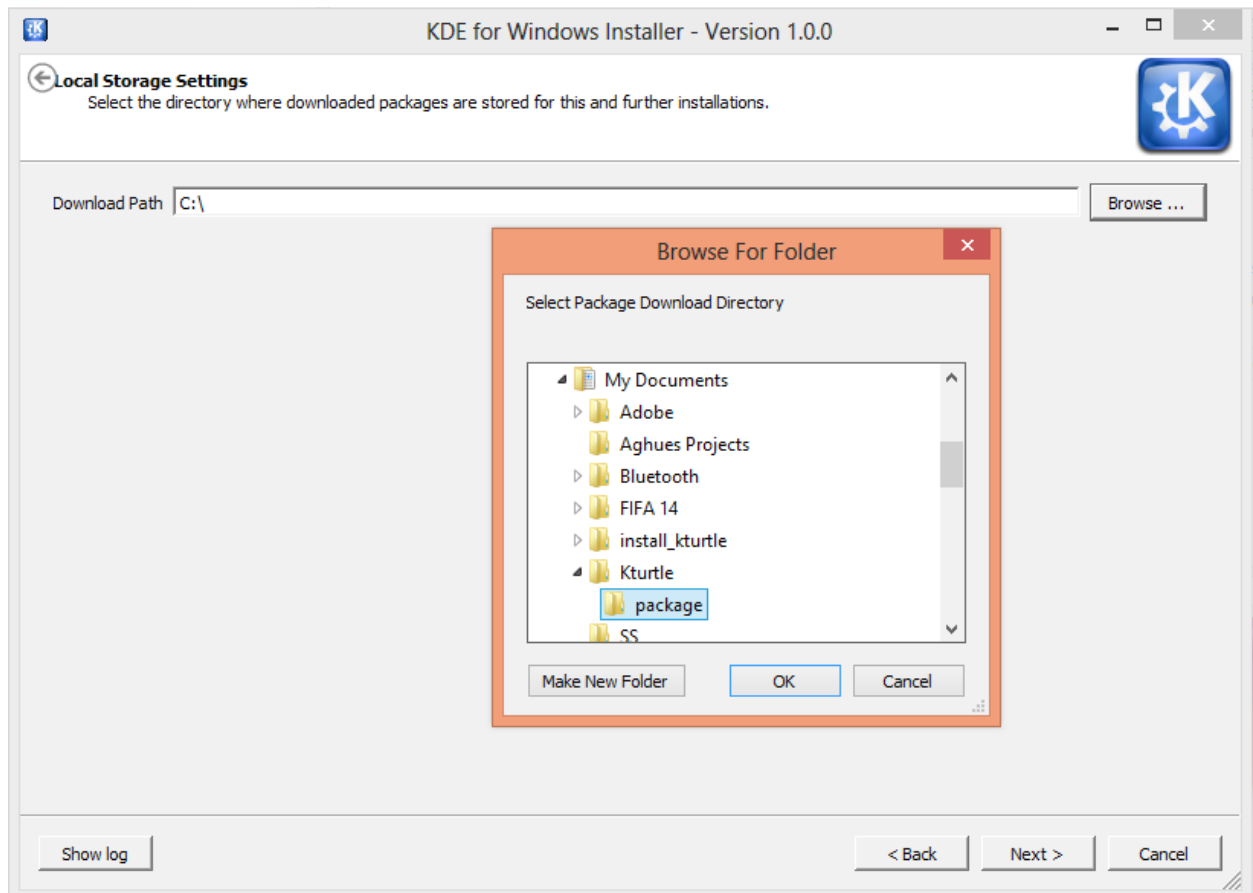 KDE for Windows Installer - Version 1.0.0
Local Storage Settings
Select the directory where downloaded packages are stored for this and further installations.
Download Path C:\ Browse ...
Browse For Folder
Select Package Download Directory
My Documents
Adobe
Aghues Projects
Bluetooth
FIFA 14
install_kturtle
Kturtle
package
SS
Make New Folder OK Cancel
Show log < Back Next > Cancel